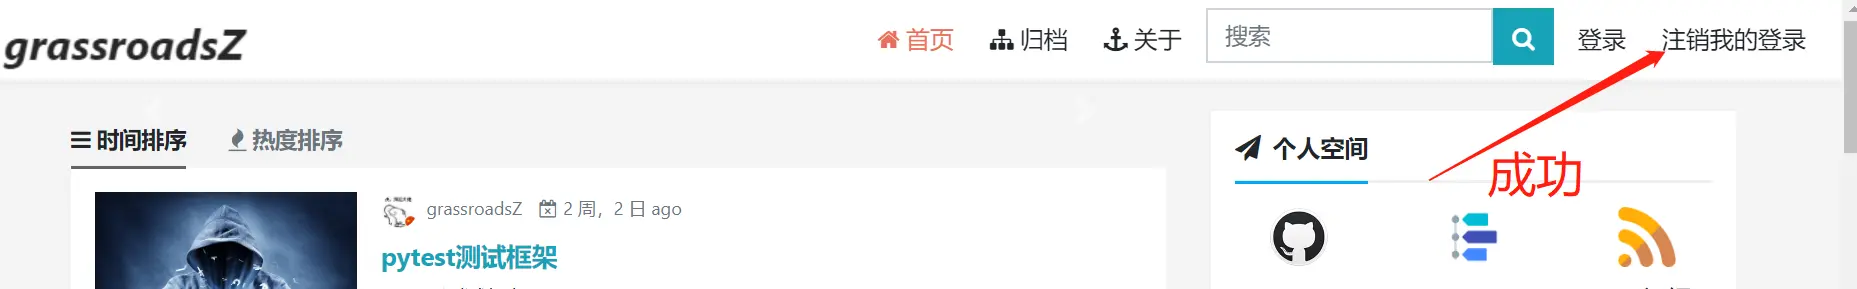 grassroadsZ
首页 归档 关于 搜索 登录 注销我的登录
时间排序 热度排序
个人空间
成功
grassroadsZ 2 周，2 日 ago
pytest测试框架